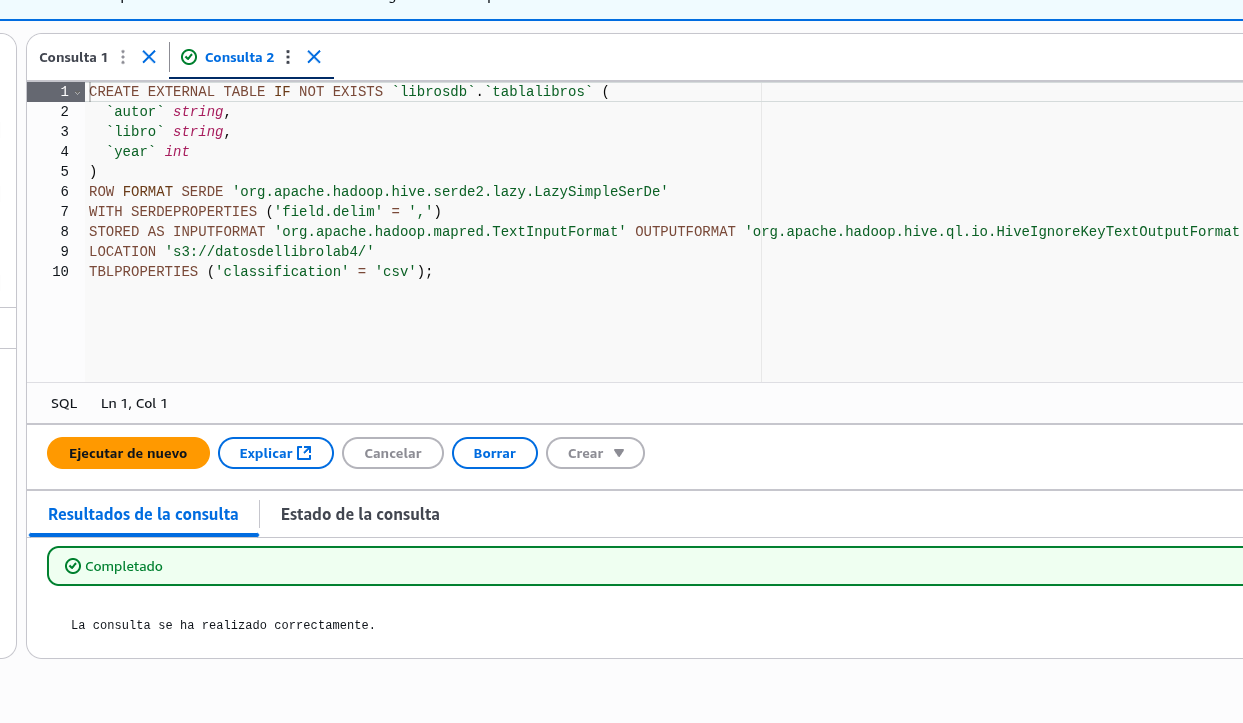 Consulta 1
Consulta 2
1 CREATE EXTERNAL TABLE IF NOT EXISTS `librosdb`.`tablalibros` (
2 `autor` string,
3 `libro` string,
4 `year` int
5 )
6 ROW FORMAT SERDE 'org.apache.hadoop.hive.serde2.lazy.LazySimpleSerDe'
7 WITH SERDEPROPERTIES ('field.delim' = ',')
8 STORED AS INPUTFORMAT 'org.apache.hadoop.mapred.TextInputFormat' OUTPUTFORMAT 'org.apache.hadoop.hive.ql.io.HiveIgnoreKeyTextOutputFormat
9 LOCATION 's3://datosdellibrolab4/'
10 TBLPROPERTIES ('classification' = 'csv');
SQL Ln 1, Col 1
Ejecutar de nuevo Explicar Cancelar Borrar Crear
Resultados de la consulta Estado de la consulta
Completado
La consulta se ha realizado correctamente.